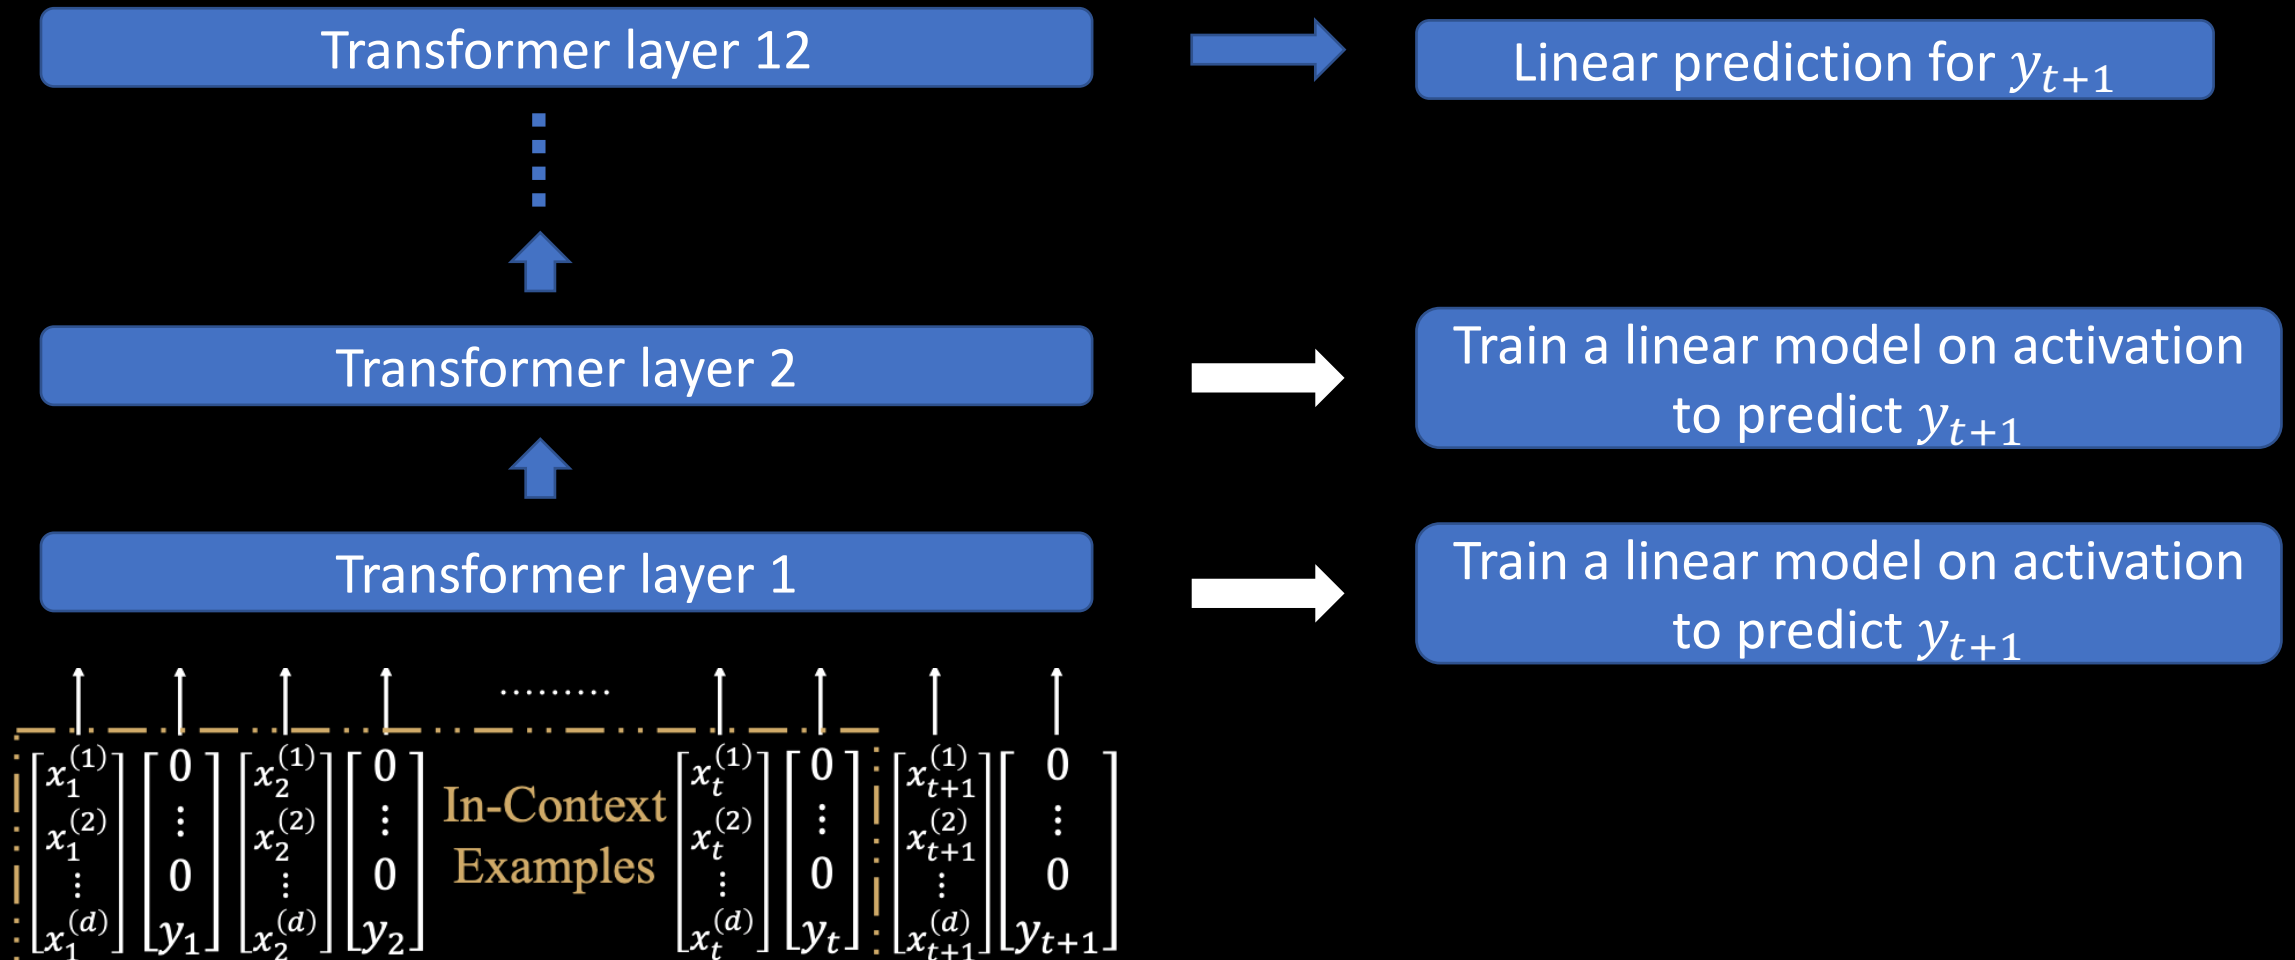 Transformer layer 12
Linear prediction for y_{t+1}
Transformer layer 2
Train a linear model on activation
to predict y_{t+1}
Transformer layer 1
Train a linear model on activation
to predict y_{t+1}
.........
x_1^{(1)} 0 x_2^{(1)} 0 x_t^{(1)} 0 x_{t+1}^{(1)} 0
In-Context
x_1^{(2)} ⋮ x_2^{(2)} ⋮ x_t^{(2)} ⋮ x_{t+1}^{(2)} ⋮
Examples
⋮ 0 ⋮ 0 ⋮ 0 ⋮ 0
x_1^{(d)} y_1 x_2^{(d)} y_2 x_t^{(d)} y_t x_{t+1}^{(d)} y_{t+1}